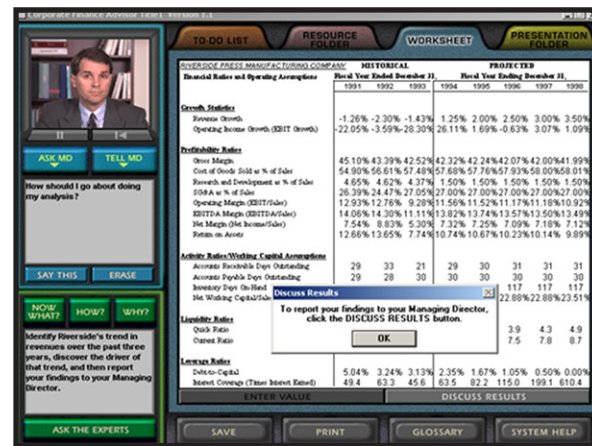 Corporate Finance Advisor Title1 Version 1.1
TO-DO LIST
RESOURCE FOLDER
WORKSHEET
PRESENTATION FOLDER
RIVERSIDE PRESS MANUFACTURING COMPANY HISTORICAL PROJECTED
Financial Ratios and Operating Assumptions Fiscal Year Ended December 31, Fiscal Year Ending December 31,
1991 1992 1993 1994 1995 1996 1997 1998
Growth Statistics
Revenue Growth -1.26% -2.30% -1.43% 1.25% 2.00% 2.50% 3.00% 3.50%
Operating Income Growth (EBIT Growth) -22.05% -3.59% -28.30% 26.11% 1.69% -0.63% 3.07% 1.09%
Profitability Ratios
Gross Margin 45.10% 43.39% 42.52% 42.32% 42.24% 42.07% 42.00% 41.99%
Cost of Goods Sold as % of Sales 54.90% 56.61% 57.48% 57.68% 57.76% 57.93% 58.00% 58.01%
Research and Development as % of Sales 4.65% 4.62% 4.37% 1.50% 1.50% 1.50% 1.50% 1.50%
SG&A as % of Sales 26.39% 24.47% 27.05% 27.00% 27.00% 27.00% 27.00% 27.00%
Operating Margin (EBIT/Sales) 12.93% 12.76% 9.28% 11.56% 11.52% 11.17% 11.18% 10.92%
EBITDA Margin (EBITDA/Sales) 14.06% 14.30% 11.11% 13.82% 13.74% 13.57% 13.50% 13.49%
Net Margin (Net Income/Sales) 7.54% 8.83% 5.30% 7.32% 7.25% 7.09% 7.18% 7.12%
Return on Assets 12.66% 13.65% 7.74% 10.74% 10.67% 10.23% 10.14% 9.89%
Activity Ratios/Working Capital Assumptions
Accounts Receivable Days Outstanding 29 33 21 29 30 31 31 31
Accounts Payable Days Outstanding 29 28 30 30 30 30 30 30
Inventory Days On-Hand 117 117 117
Net Working Capital/Sales 22.88% 22.88% 23.51%
Liquidity Ratios
Quick Ratio 3.9 4.3 4.9
Current Ratio 7.5 7.8 8.7
Leverage Ratios
Debt-to-Capital 5.04% 3.24% 3.13% 2.35% 1.67% 1.05% 0.50% 0.00%
Interest Coverage (Times Interest Earned) 49.4 63.3 45.6 63.5 82.2 115.0 199.1 610.4
Discuss Results
To report your findings to your Managing Director,
click the DISCUSS RESULTS button.
OK
ENTER VALUE
DISCUSS RESULTS
ASK MD
TELL MD
How should I go about doing
my analysis?
SAY THIS
ERASE
NOW WHAT?
HOW?
WHY?
Identify Riverside's trend in
revenues over the past three
years, discover the driver of
that trend, and then report
your findings to your Managing
Director.
ASK THE EXPERTS
SAVE
PRINT
GLOSSARY
SYSTEM HELP